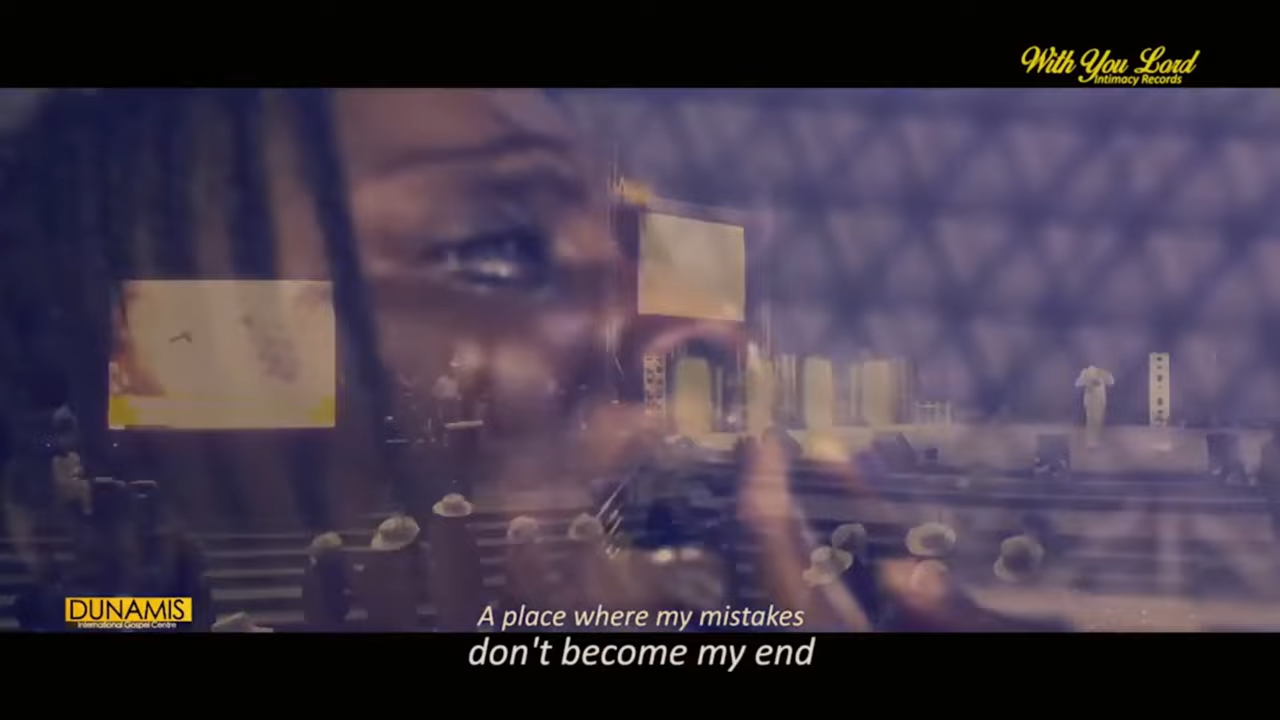 With You Lord
Intimacy Records
DUNAMIS
International Gospel Centre
A place where my mistakes
don't become my end